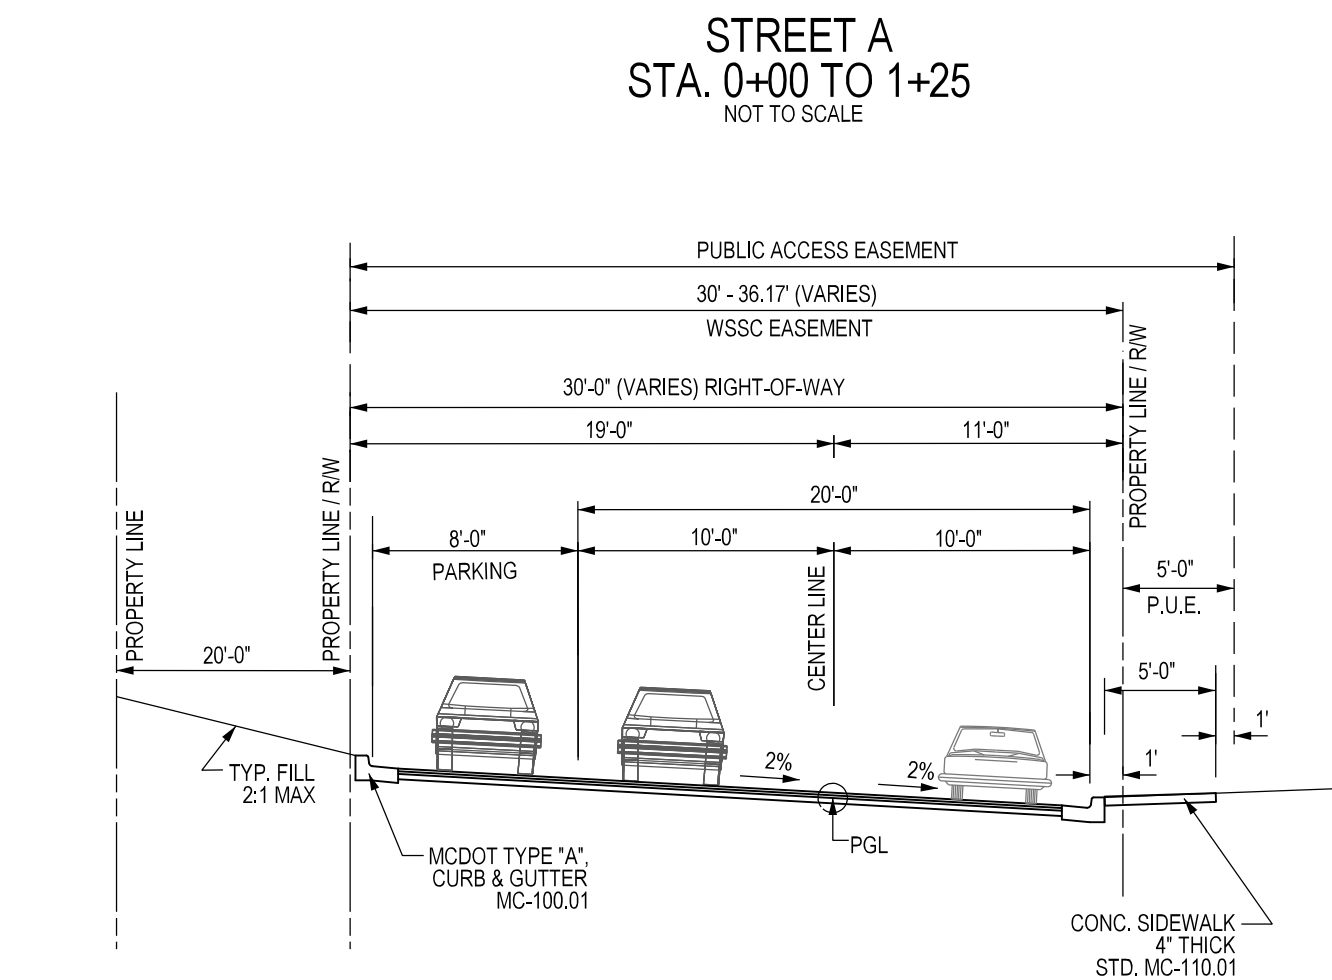 STREET A
STA. 0+00 TO 1+25
NOT TO SCALE
PUBLIC ACCESS EASEMENT
30' - 36.17' (VARIES)
WSSC EASEMENT
30'-0" (VARIES) RIGHT-OF-WAY
19'-0"
11'-0"
PROPERTY LINE / R/W
20'-0"
8'-0"
PARKING
10'-0"
10'-0"
PROPERTY LINE
PROPERTY LINE / R/W
CENTER LINE
5'-0"
P.U.E.
20'-0"
5'-0"
1'
1'
2%
2%
TYP. FILL
2:1 MAX
PGL
MCDOT TYPE "A",
CURB & GUTTER
MC-100.01
CONC. SIDEWALK
4" THICK
STD. MC-110.01